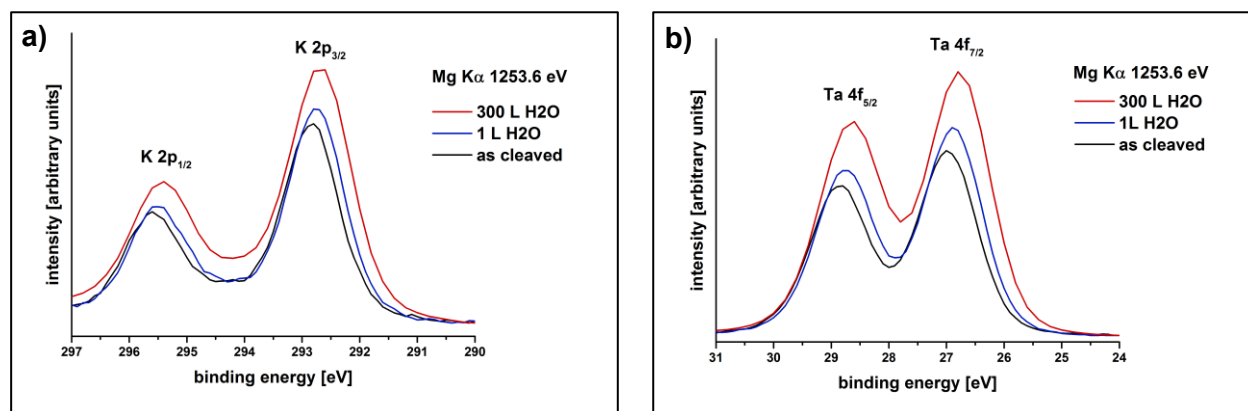 a)
K 2p3/2
Mg Kα 1253.6 eV
300 L H2O
1 L H2O
as cleaved
K 2p1/2
intensity [arbitrary units]
297 296 295 294 293 292 291 290
binding energy [eV]
b)
Ta 4f7/2
Mg Kα 1253.6 eV
Ta 4f5/2
300 L H2O
1L H2O
as cleaved
intensity [arbitrary units]
31 30 29 28 27 26 25 24
binding energy [eV]